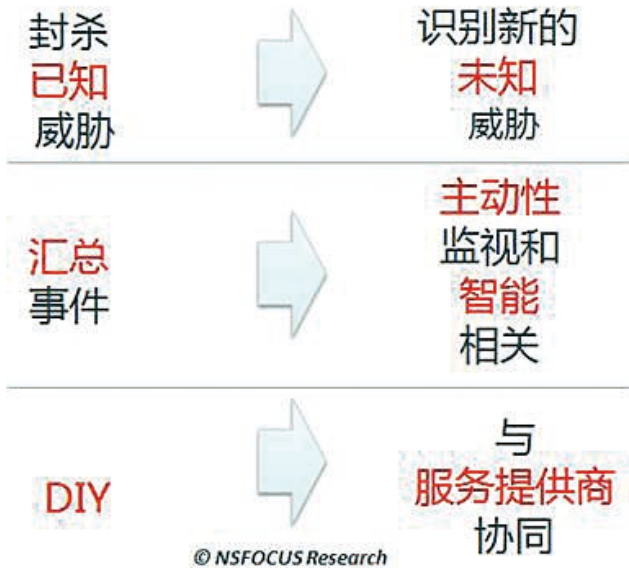 封杀
已知
威胁
识别新的
未知
威胁
汇总
事件
主动性
监视和
智能
相关
DIY
与
服务提供商
协同
© NSFOCUS Research